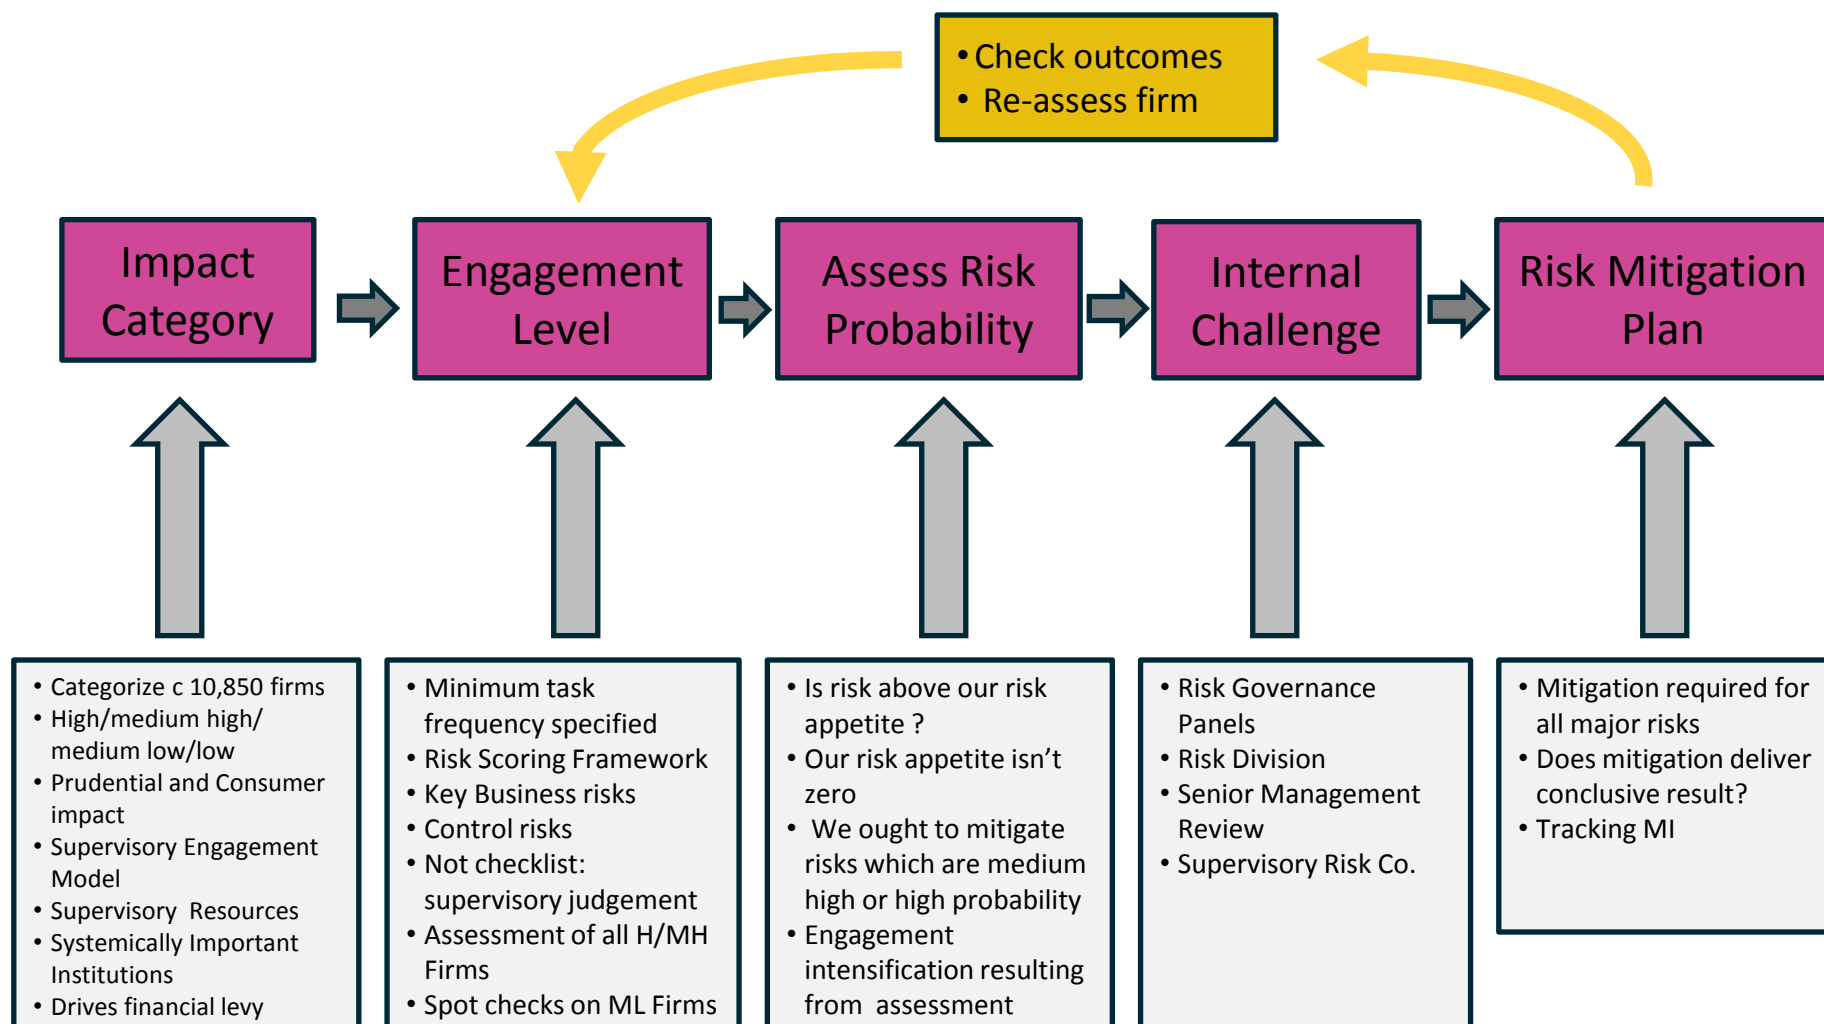 • Check outcomes
• Re-assess firm
Impact
Category
Engagement
Level
Assess Risk
Probability
Internal
Challenge
Risk Mitigation
Plan
• Categorize c 10,850 firms
• High/medium high/
medium low/low
• Prudential and Consumer
impact
• Supervisory Engagement
Model
• Supervisory Resources
• Systemically Important
Institutions
• Drives financial levy
• Minimum task
frequency specified
• Risk Scoring Framework
• Key Business risks
• Control risks
• Not checklist:
supervisory judgement
• Assessment of all H/MH
Firms
• Spot checks on ML Firms
• Is risk above our risk
appetite ?
• Our risk appetite isn’t
zero
• We ought to mitigate
risks which are medium
high or high probability
• Engagement
intensification resulting
from assessment
• Risk Governance
Panels
• Risk Division
• Senior Management
Review
• Supervisory Risk Co.
• Mitigation required for
all major risks
• Does mitigation deliver
conclusive result?
• Tracking MI